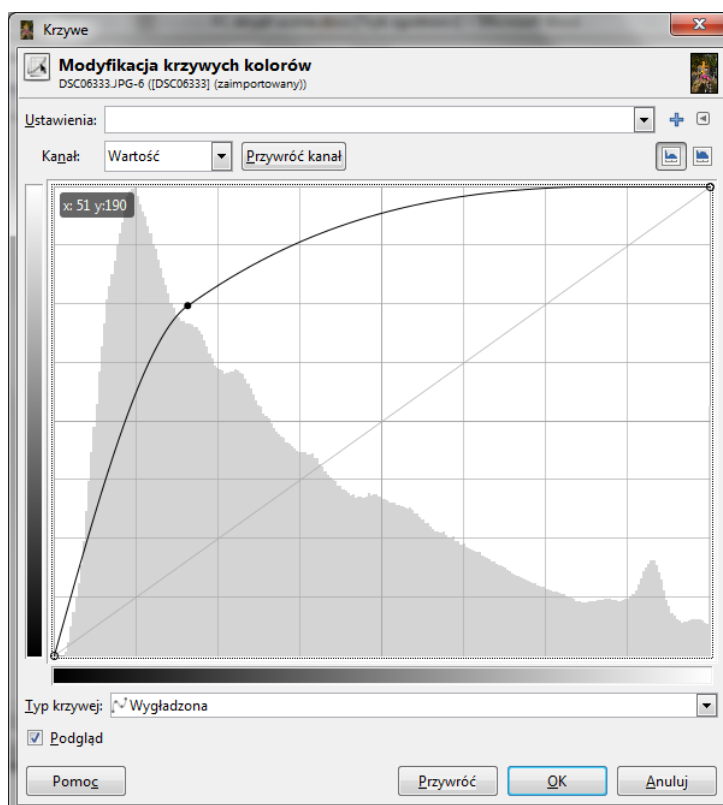 Krzywe
Modyfikacja krzywych kolorów
DSC06333.JPG-6 ([DSC06333] (zaimportowany))
Ustawienia:
Kanał: Wartość Przywróć kanał
x: 51 y:190
Typ krzywej: Wygładzona
Podgląd
Pomoc Przywróć OK Anuluj